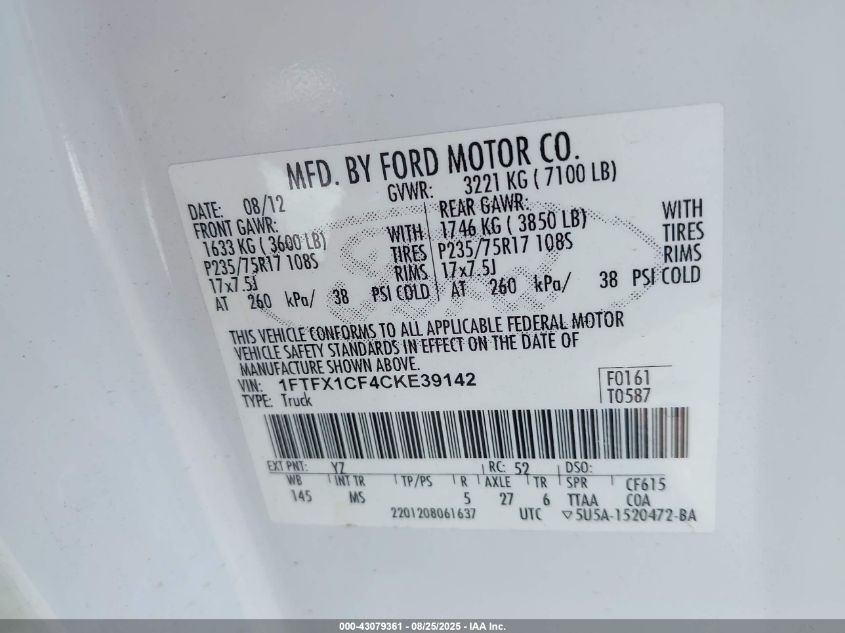 MFD. BY FORD MOTOR CO.
DATE: 08/12 GVWR: 3221 KG ( 7100 LB)
FRONT GAWR: REAR GAWR:
1633 KG ( 3600 LB) WITH 1746 KG ( 3850 LB) WITH
P235/75R17 108S TIRES P235/75R17 108S TIRES
17x7.5J RIMS 17x7.5J RIMS
AT 260 kPa/ 38 PSI COLD AT 260 kPa/ 38 PSI COLD
THIS VEHICLE CONFORMS TO ALL APPLICABLE FEDERAL MOTOR
VEHICLE SAFETY STANDARDS IN EFFECT ON THE DATE OF
MANUFACTURE SHOWN ABOVE.
VIN: 1FTFX1CF4CKE39142 F0161
TYPE: Truck T0587
EXT PNT: YZ RC: 52 DSO:
WB INT TR TP/PS R AXLE TR SPR CF615
145 MS 5 27 6 TTAA COA
2201208061637 UTC ▽5U5A-1520472-BA
000-43079361 - 08/25/2025 - IAA Inc.